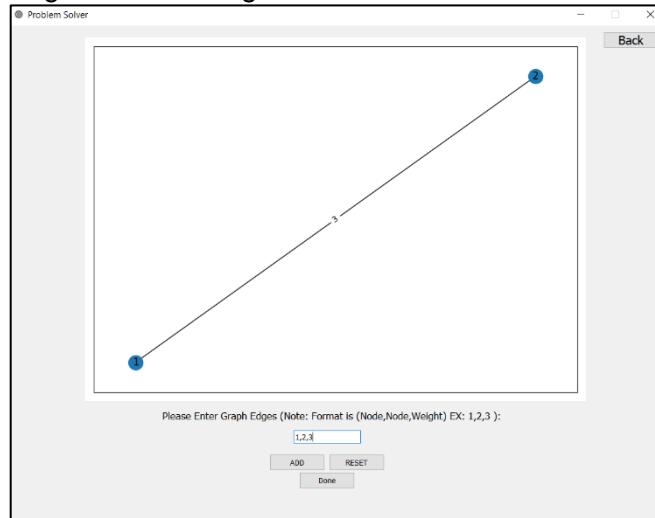 Problem Solver
Back
2
3
1
Please Enter Graph Edges (Note: Format is (Node,Node,Weight) EX: 1,2,3 ):
1,2,3
ADD RESET
Done